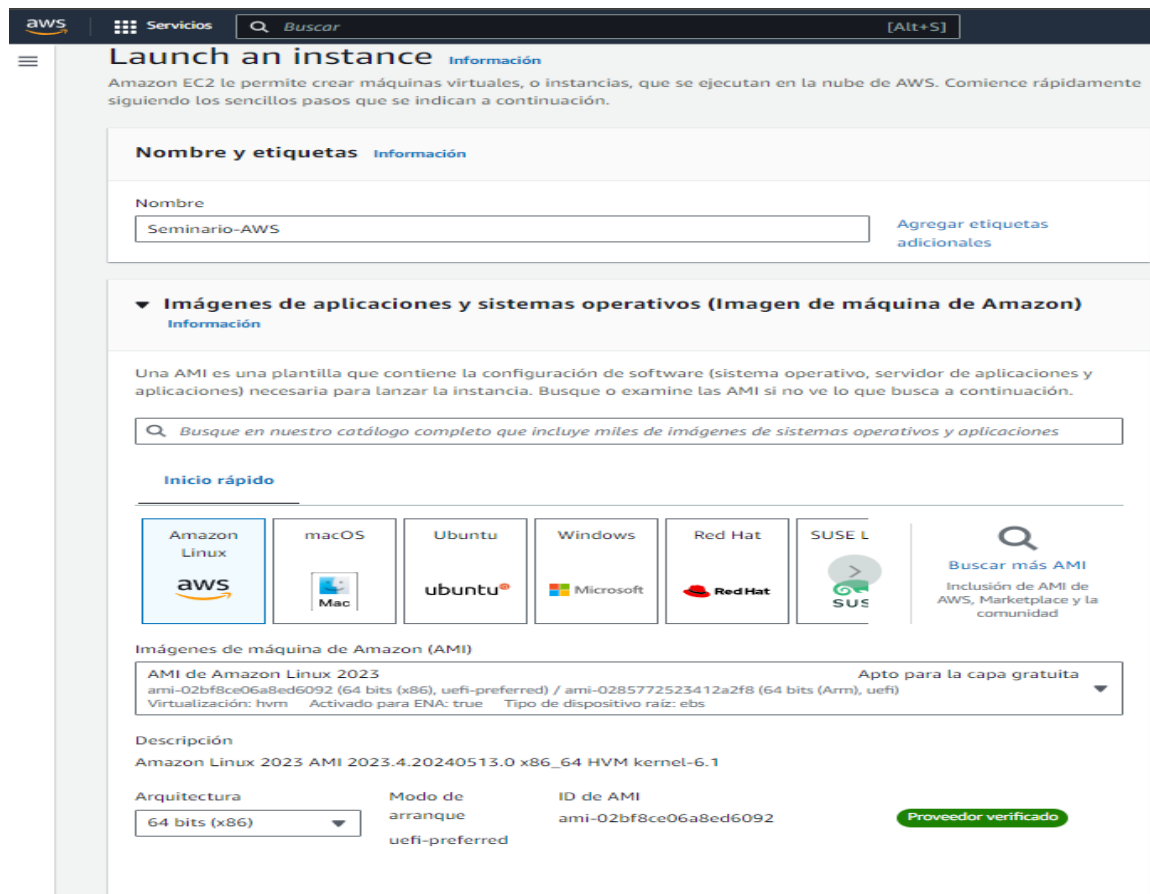 aws
Servicios
Buscar
[Alt+S]
Launch an instance Información
Amazon EC2 le permite crear máquinas virtuales, o instancias, que se ejecutan en la nube de AWS. Comience rápidamente
siguiendo los sencillos pasos que se indican a continuación.
Nombre y etiquetas Información
Nombre
Seminario-AWS
Agregar etiquetas
adicionales
Imágenes de aplicaciones y sistemas operativos (Imagen de máquina de Amazon)
Información
Una AMI es una plantilla que contiene la configuración de software (sistema operativo, servidor de aplicaciones y
aplicaciones) necesaria para lanzar la instancia. Busque o examine las AMI si no ve lo que busca a continuación.
Busque en nuestro catálogo completo que incluye miles de imágenes de sistemas operativos y aplicaciones
Inicio rápido
Amazon
Linux
aws
macOS
Mac
Ubuntu
ubuntu
Windows
Microsoft
Red Hat
Red Hat
SUSE L
SUS
Buscar más AMI
Inclusión de AMI de
AWS, Marketplace y la
comunidad
Imágenes de máquina de Amazon (AMI)
AMI de Amazon Linux 2023
Apto para la capa gratuita
ami-02bf8ce06a8ed6092 (64 bits (x86), uefi-preferred) / ami-0285772523412a2f8 (64 bits (Arm), uefi)
Virtualización: hvm Activado para ENA: true Tipo de dispositivo raíz: ebs
Descripción
Amazon Linux 2023 AMI 2023.4.20240513.0 x86_64 HVM kernel-6.1
Arquitectura
64 bits (x86)
Modo de
arranque
uefi-preferred
ID de AMI
ami-02bf8ce06a8ed6092
Proveedor verificado